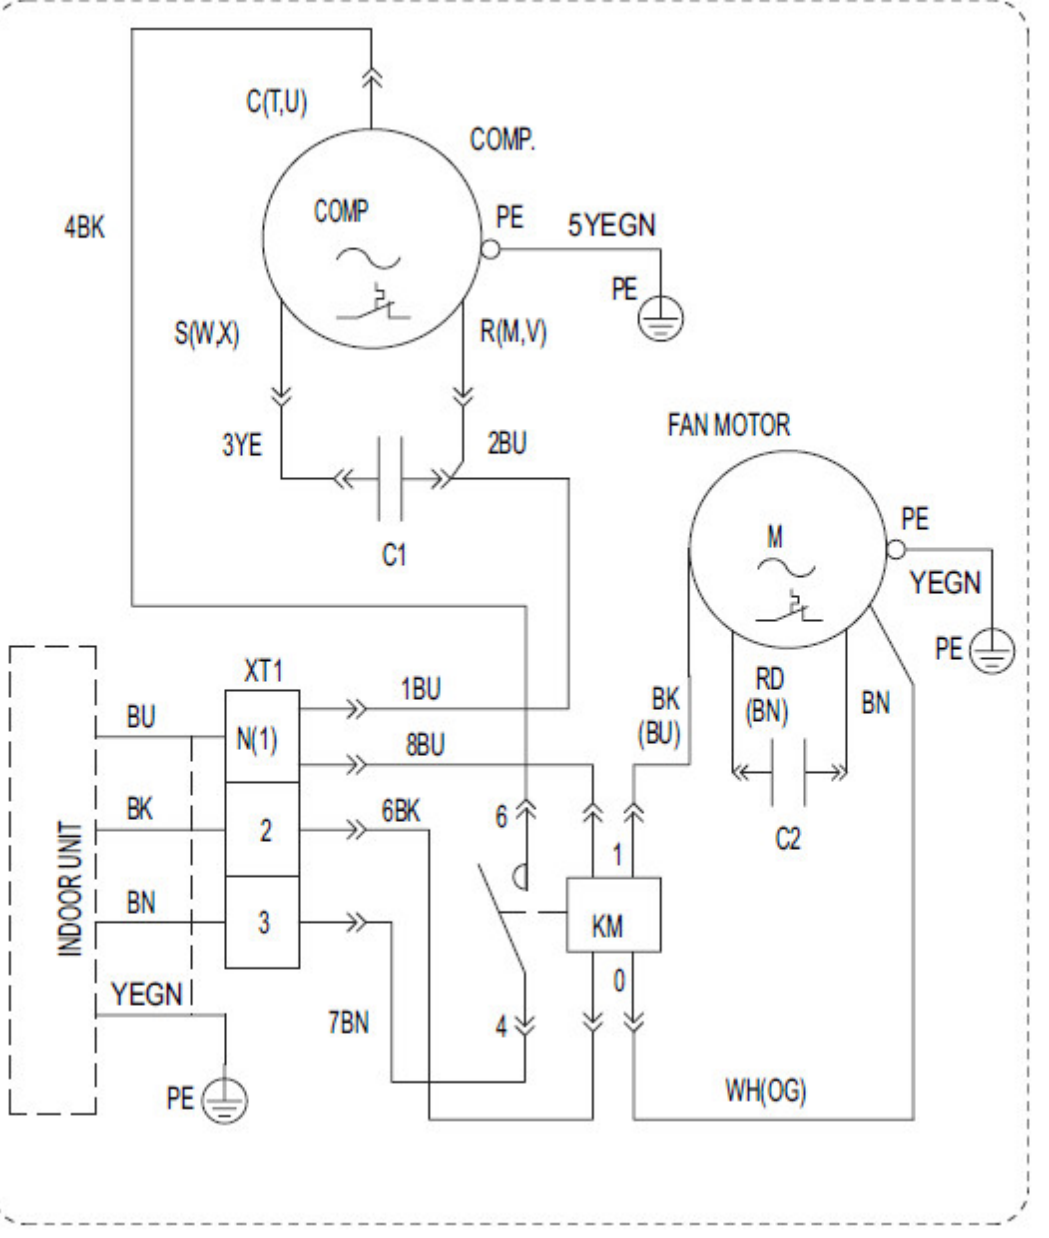 C(T,U)
COMP.
COMP
4BK
PE
5YEGN
PE
S(W,X)
R(M,V)
3YE
2BU
C1
FAN MOTOR
M
PE
YEGN
PE
RD
(BN)
BN
BK
(BU)
C2
XT1
BU
N(1)
1BU
8BU
BK
2
6BK
6
1
INDOOR UNIT
BN
3
KM
0
YEGN
7BN
4
PE
WH(OG)